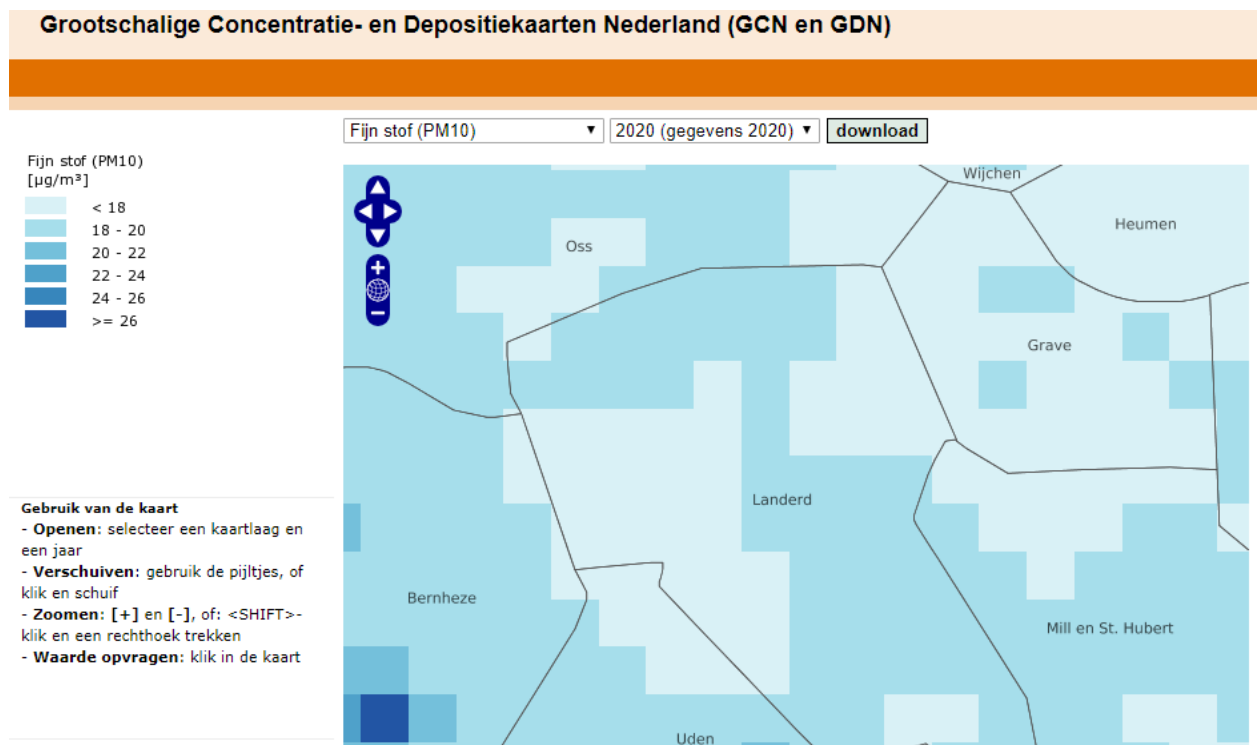 Grootschalige Concentratie- en Depositiekaarten Nederland (GCN en GDN)
Fijn stof (PM10) 2020 (gegevens 2020) download
Fijn stof (PM10)
[µg/m³]
< 18
18 - 20
20 - 22
22 - 24
24 - 26
>= 26
Gebruik van de kaart
- Openen: selecteer een kaartlaag en
een jaar
- Verschuiven: gebruik de pijltjes, of
klik en schuif
- Zoomen: [+] en [-], of: <SHIFT>-
klik en een rechthoek trekken
- Waarde opvragen: klik in de kaart
Wijchen
Heumen
Oss
Grave
Landerd
Bernheze
Mill en St. Hubert
Uden